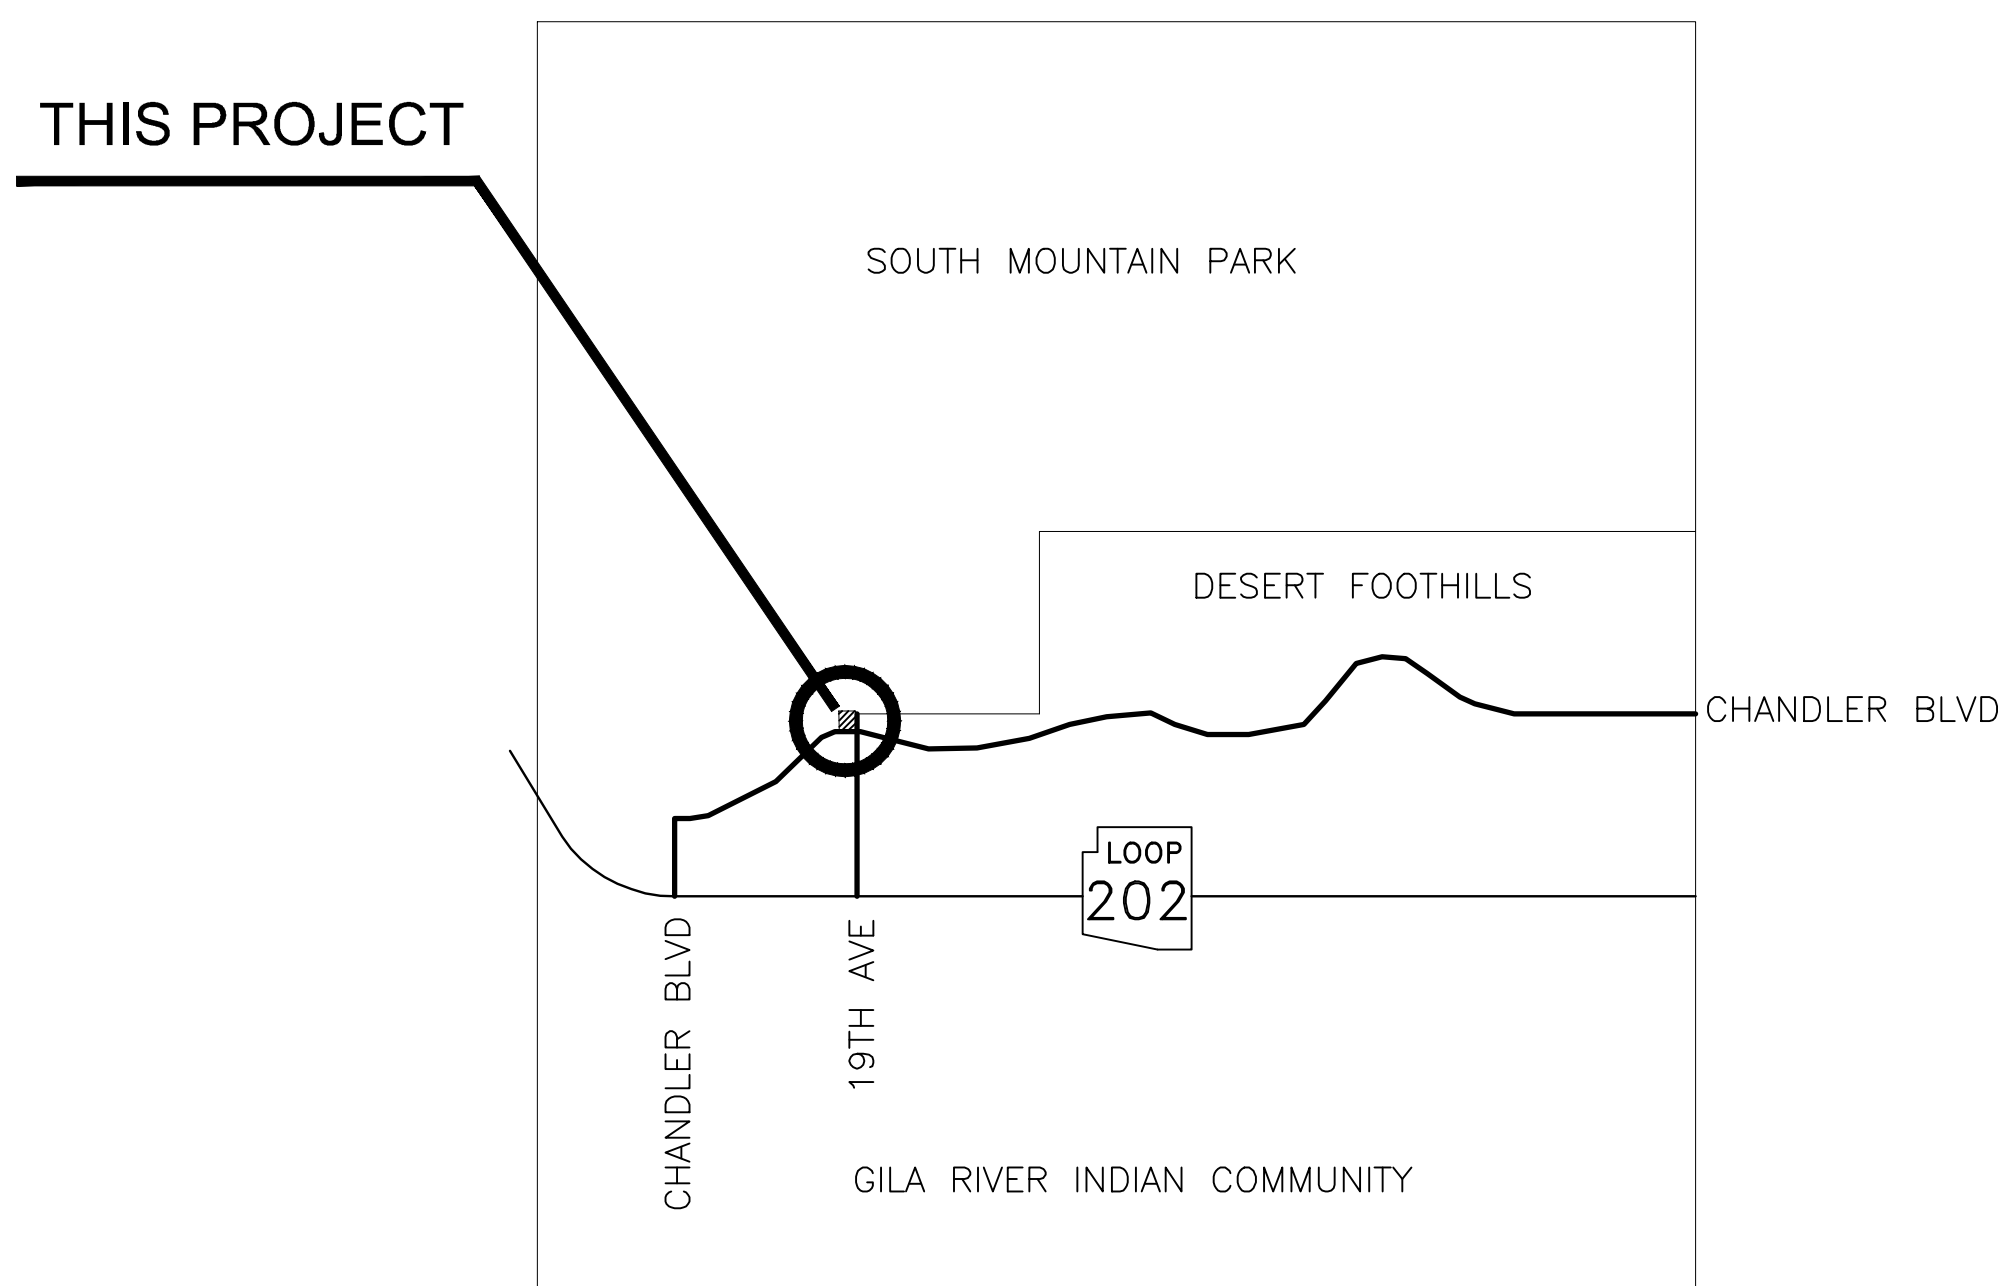 THIS PROJECT
SOUTH MOUNTAIN PARK
DESERT FOOTHILLS
CHANDLER BLVD
LOOP
202
CHANDLER BLVD
19TH AVE
GILA RIVER INDIAN COMMUNITY